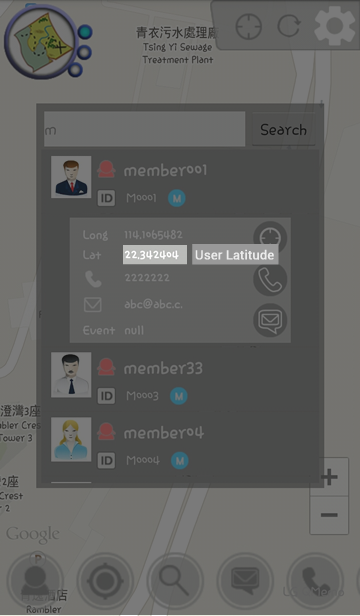 青衣污水處理廠
Tsing Yi Sewage
Treatment Plant
m
Search
member001
ID M0001 M
Long 114.1065482
Lat 22.342404 User Latitude
2222222
abc@abc.c.
Event null
member33
ID M0003 M
member04
ID M0004 M
澄灣3座
Tower 3
2座
Crest
r 2
+
−
Google
P
酒店
Rambler